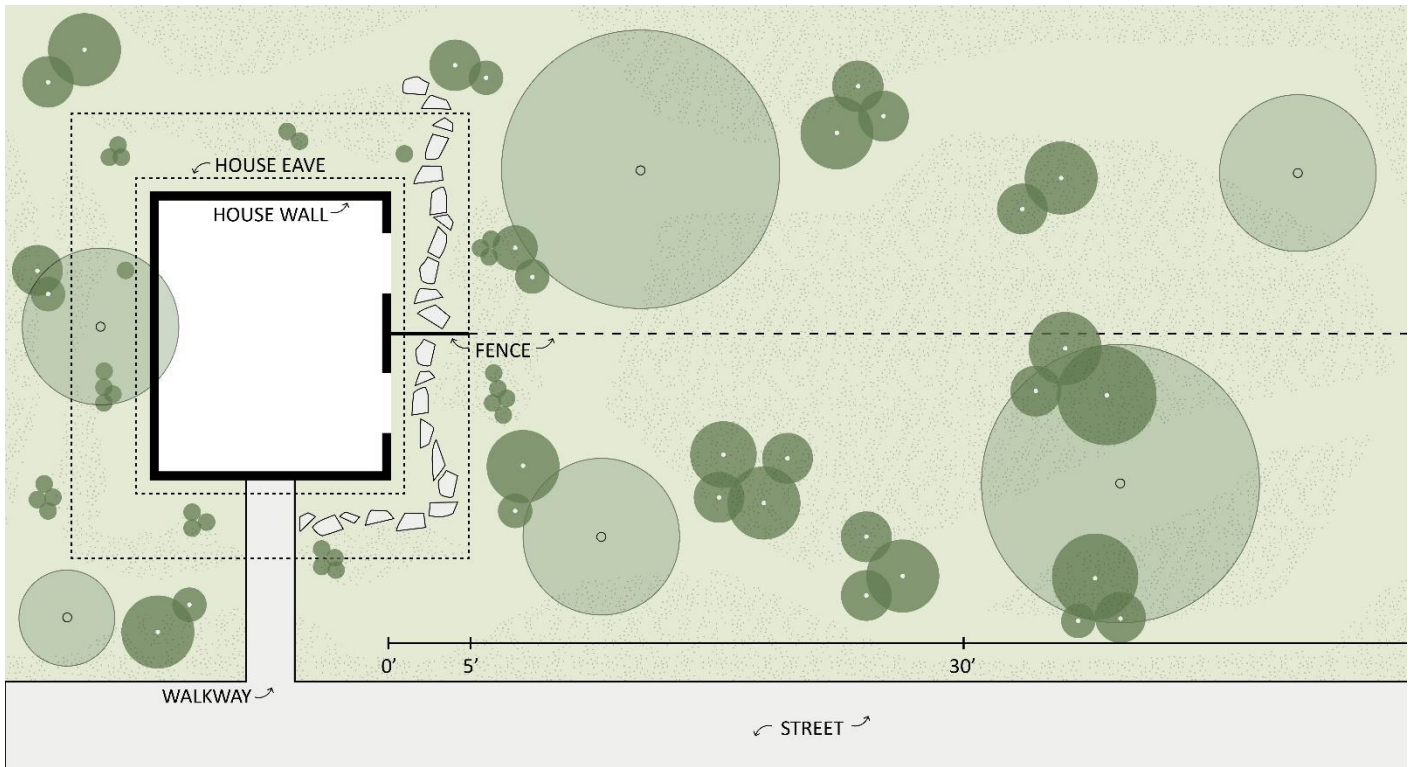 HOUSE EAVE
HOUSE WALL
FENCE
0’
5’
30’
WALKWAY
STREET